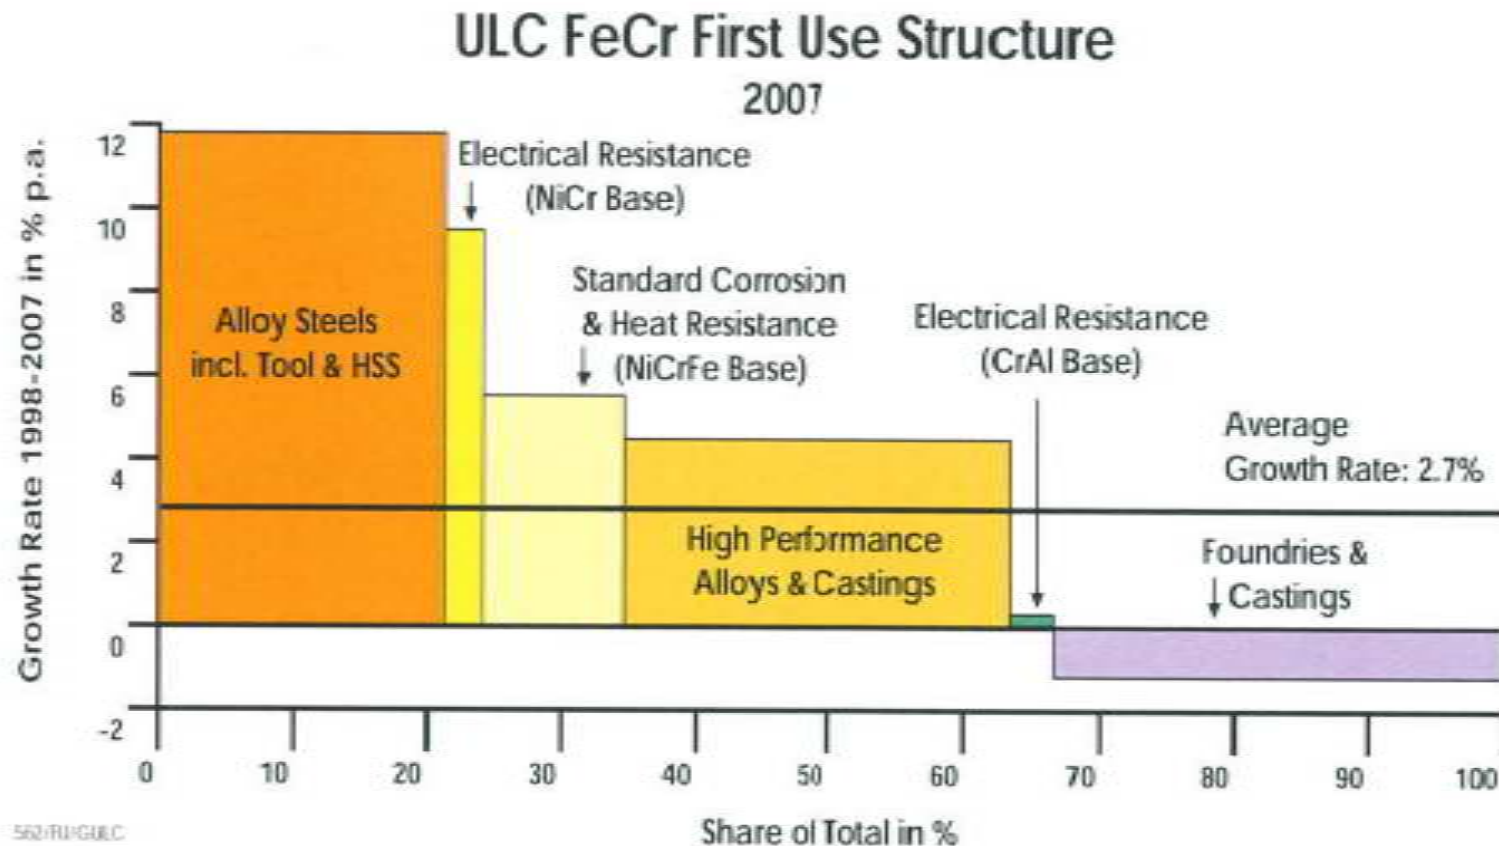 ULC FeCr First Use Structure
2007
Growth Rate 1998-2007 in % p.a.
12
10
8
6
4
2
0
-2
Electrical Resistance
(NiCr Base)
Alloy Steels
incl. Tool & HSS
Standard Corrosion
& Heat Resistance
(NiCrFe Base)
Electrical Resistance
(CrAl Base)
Average
Growth Rate: 2.7%
High Performance
Alloys & Castings
Foundries &
Castings
0 10 20 30 40 50 60 70 80 90 100
Share of Total in %